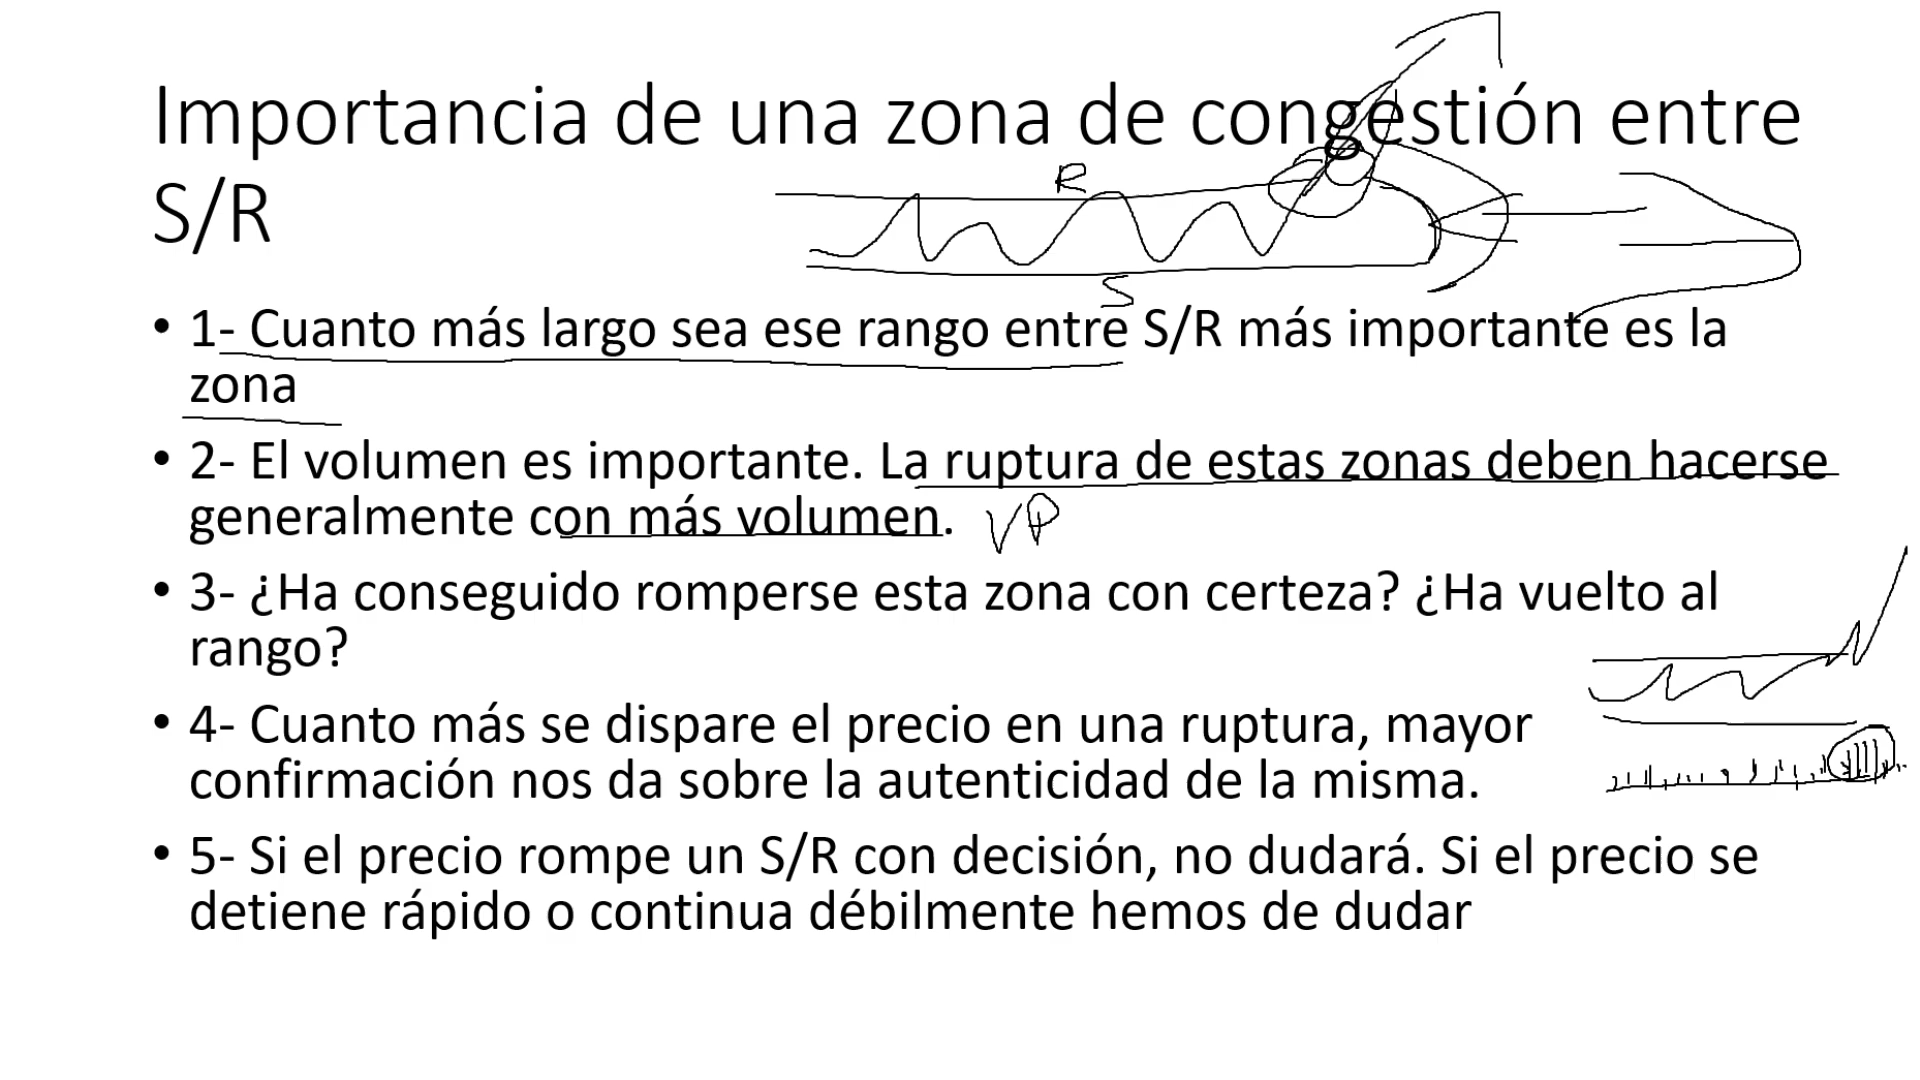 Importancia de una zona de congestión entre
S/R
R
S
• 1- Cuanto más largo sea ese rango entre S/R más importante es la
zona
• 2- El volumen es importante. La ruptura de estas zonas deben hacerse
generalmente con más volumen.
VP
• 3- ¿Ha conseguido romperse esta zona con certeza? ¿Ha vuelto al
rango?
• 4- Cuanto más se dispare el precio en una ruptura, mayor
confirmación nos da sobre la autenticidad de la misma.
• 5- Si el precio rompe un S/R con decisión, no dudará. Si el precio se
detiene rápido o continua débilmente hemos de dudar